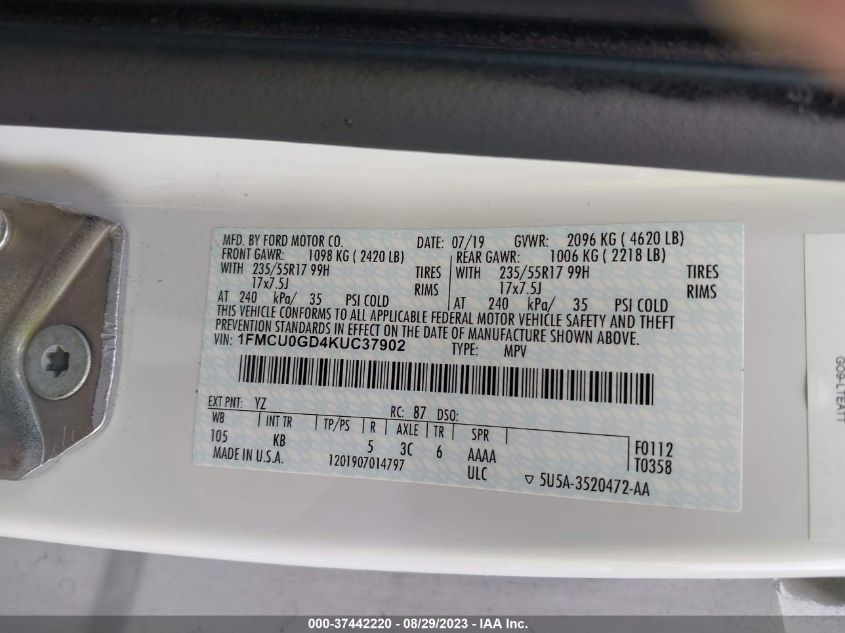 MFD. BY FORD MOTOR CO. DATE: 07/19 GVWR: 2096 KG ( 4620 LB)
FRONT GAWR: 1098 KG ( 2420 LB) REAR GAWR: 1006 KG ( 2218 LB)
WITH 235/55R17 99H TIRES WITH 235/55R17 99H TIRES
17x7.5J RIMS 17x7.5J RIMS
AT 240 kPa/ 35 PSI COLD AT 240 kPa/ 35 PSI COLD
THIS VEHICLE CONFORMS TO ALL APPLICABLE FEDERAL MOTOR VEHICLE SAFETY AND THEFT
PREVENTION STANDARDS IN EFFECT ON THE DATE OF MANUFACTURE SHOWN ABOVE.
VIN: 1FMCU0GD4KUC37902 TYPE: MPV
EXT PNT: YZ RC: 87 DSO:
WB INT TR TP/PS R AXLE TR SPR
105 KB 5 3C 6 AAAA F0112
MADE IN U.S.A. 1201907014797 ULC T0358
▽ 5U5A-3520472-AA
G09-LTEATT
000-37442220 - 08/29/2023 - IAA Inc.